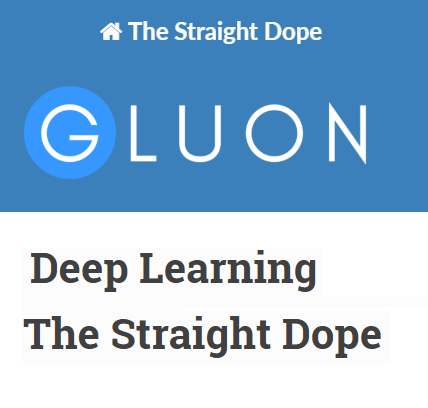 The Straight Dope
GLUON
Deep Learning
The Straight Dope